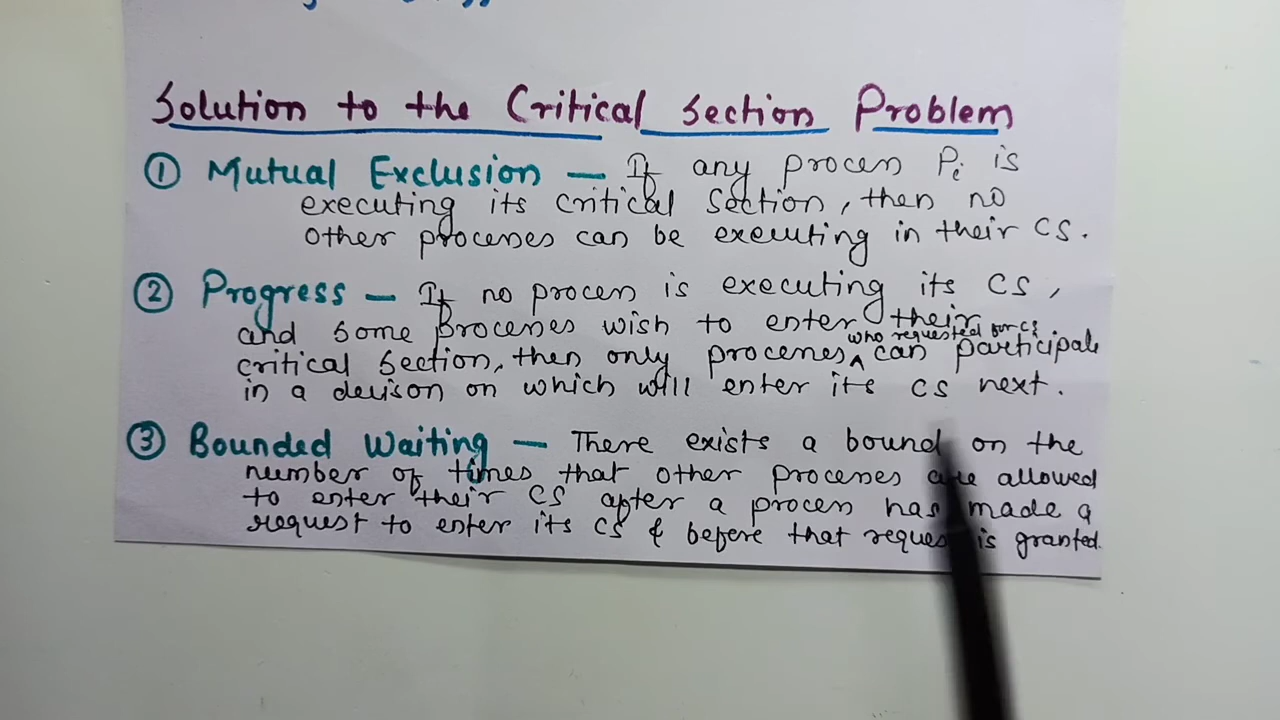 Solution to the Critical Section Problem
① Mutual Exclusion — If any process Pi is
executing its critical Section, then no
other processes can be executing in their CS.
② Progress — If no process is executing its CS,
and some processes wish to enter their
who requested for CS
critical Section, then only processes ^ can participate
in a decison on which will enter its CS next.
③ Bounded Waiting — There exists a bound on the
number of times that other processes are allowed
to enter their CS after a process has made a
request to enter its CS & before that request is granted.